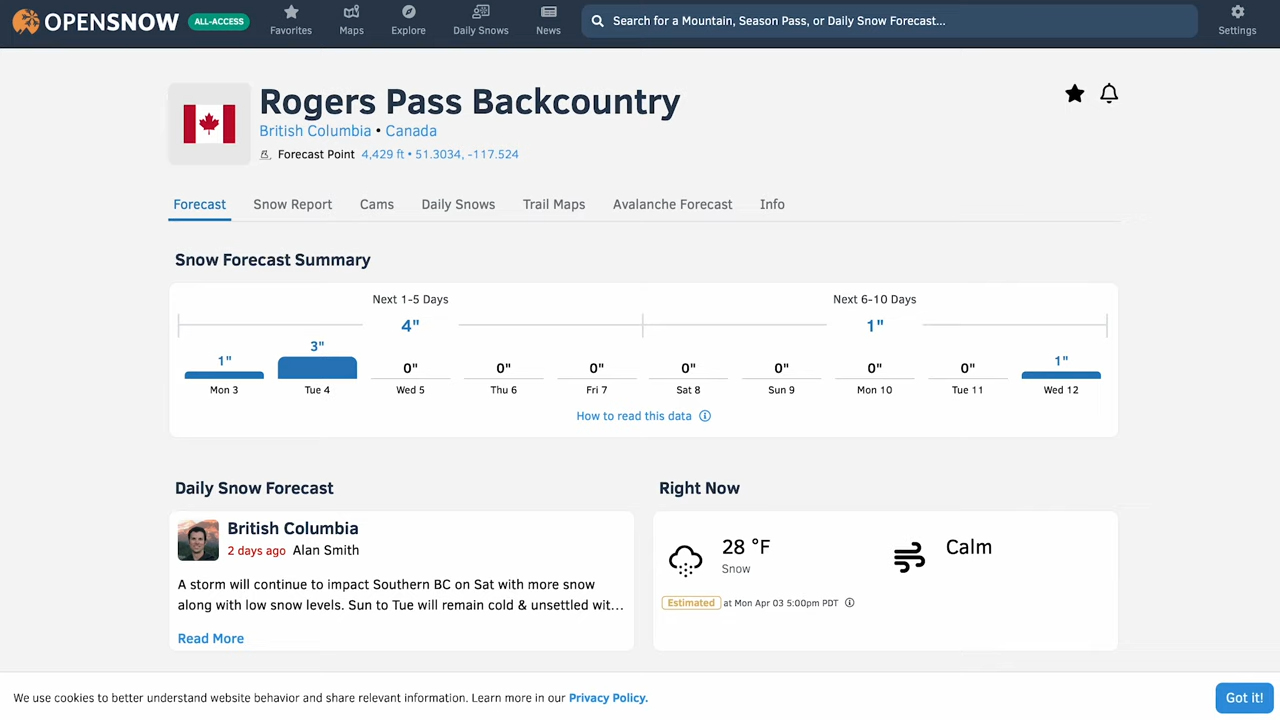 OPENSNOW ALL-ACCESS Favorites Maps Explore Daily Snows News Search for a Mountain, Season Pass, or Daily Snow Forecast... Settings
Rogers Pass Backcountry
British Columbia • Canada
Forecast Point 4,429 ft • 51.3034, -117.524
Forecast Snow Report Cams Daily Snows Trail Maps Avalanche Forecast Info
Snow Forecast Summary
Next 1-5 Days Next 6-10 Days
4" 1"
1" 3" 0" 0" 0" 0" 0" 0" 0" 1"
Mon 3 Tue 4 Wed 5 Thu 6 Fri 7 Sat 8 Sun 9 Mon 10 Tue 11 Wed 12
How to read this data
Daily Snow Forecast
British Columbia
2 days ago Alan Smith
A storm will continue to impact Southern BC on Sat with more snow
along with low snow levels. Sun to Tue will remain cold & unsettled wit...
Read More
Right Now
28 °F Calm
Snow
Estimated at Mon Apr 03 5:00pm PDT
We use cookies to better understand website behavior and share relevant information. Learn more in our Privacy Policy. Got it!